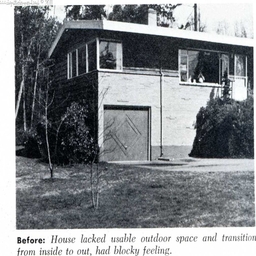 Before: House lacked usable outdoor space and transition
from inside to out, had blocky feeling.